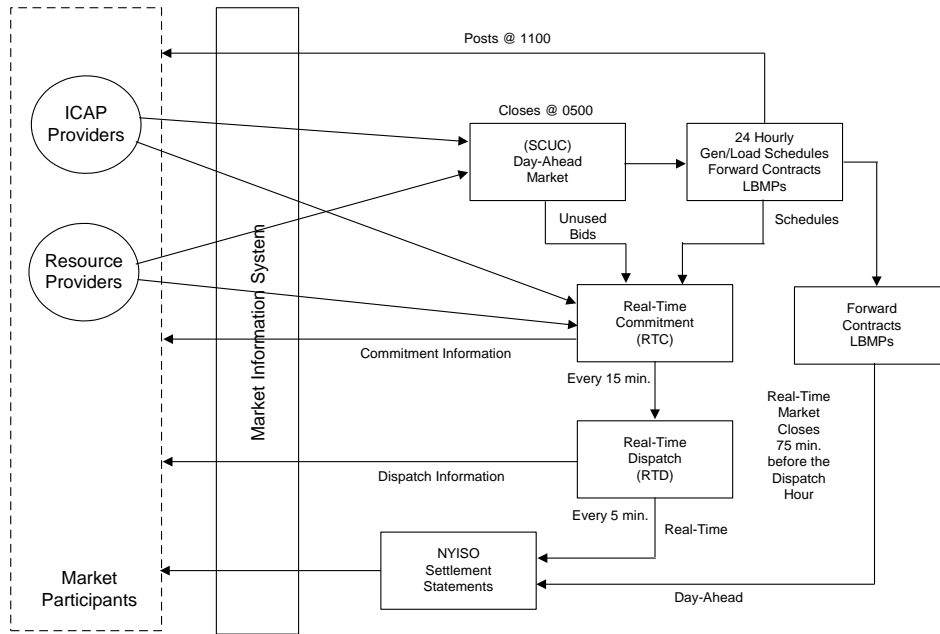 Posts @ 1100
ICAP
Providers
Closes @ 0500
(SCUC)
Day-Ahead
Market
24 Hourly
Gen/Load Schedules
Forward Contracts
LBMPs
Unused
Bids
Schedules
Resource
Providers
Market Information System
Real-Time
Commitment
(RTC)
Forward
Contracts
LBMPs
Commitment Information
Every 15 min.
Real-Time
Market
Closes
75 min.
before the
Dispatch
Hour
Real-Time
Dispatch
(RTD)
Dispatch Information
Every 5 min.
Real-Time
NYISO
Settlement
Statements
Day-Ahead
Market
Participants